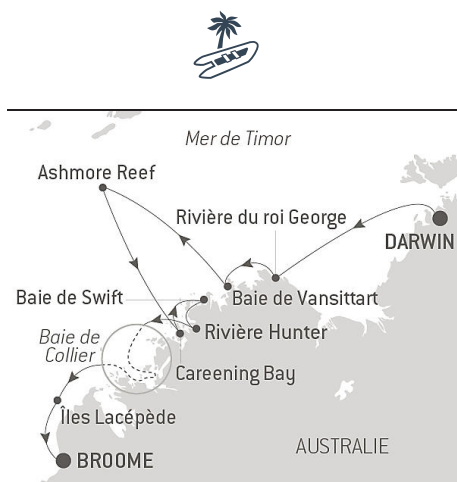 Mer de Timor
Ashmore Reef
Rivière du roi George
DARWIN
Baie de Swift
Baie de Vansittart
Baie de
Collier
Rivière Hunter
Careening Bay
Îles Lacépède
AUSTRALIE
BROOME